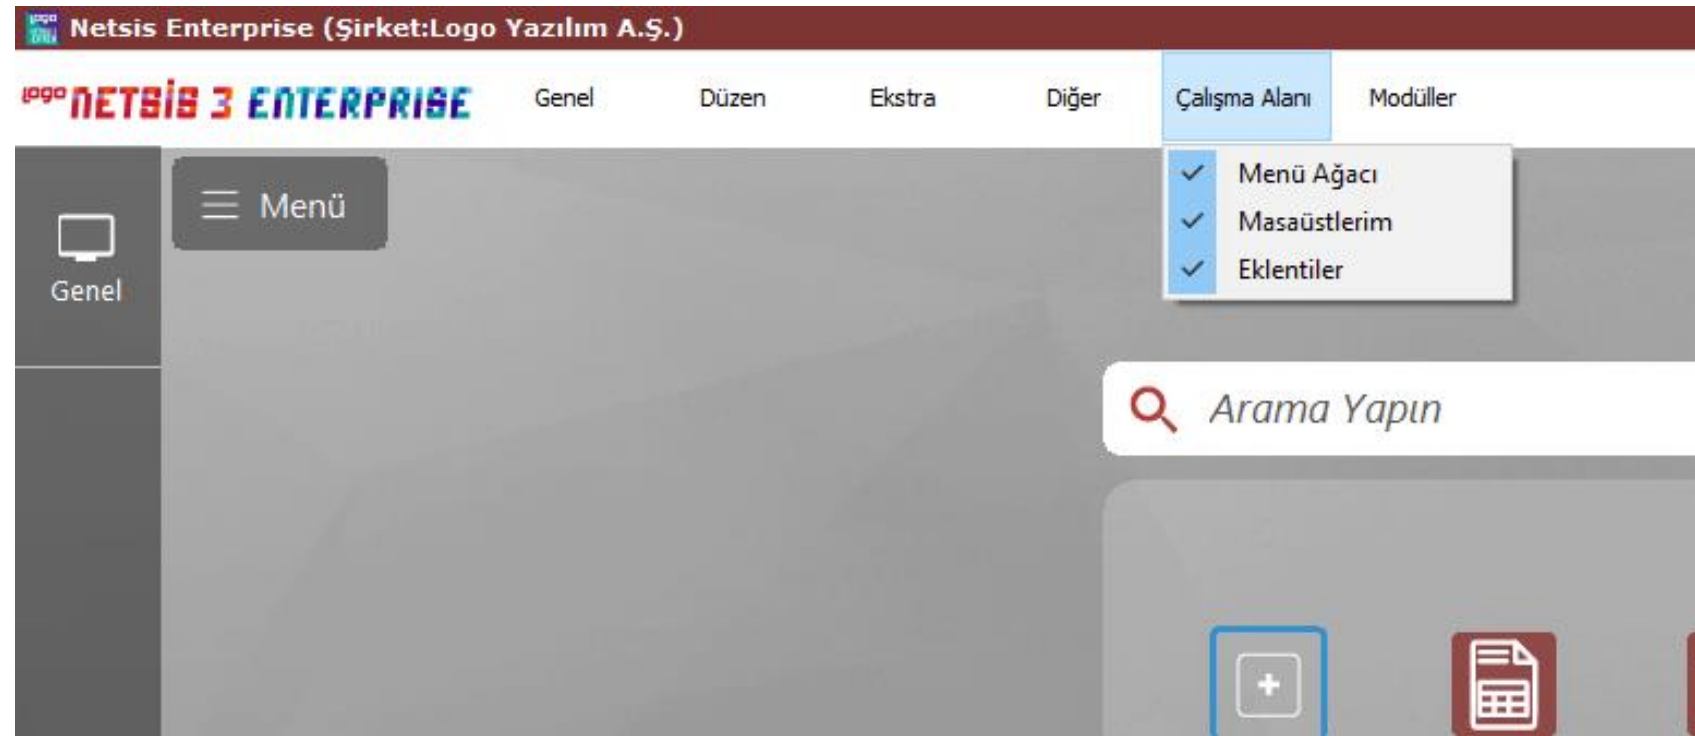 Netsis Enterprise (Şirket:Logo Yazılım A.Ş.)
LOGO NETSİS 3 ENTERPRISE Genel Düzen Ekstra Diğer Çalışma Alanı Modüller
Menü Ağacı
Masaüstlerim
Eklentiler
Menü
Genel
Arama Yapın